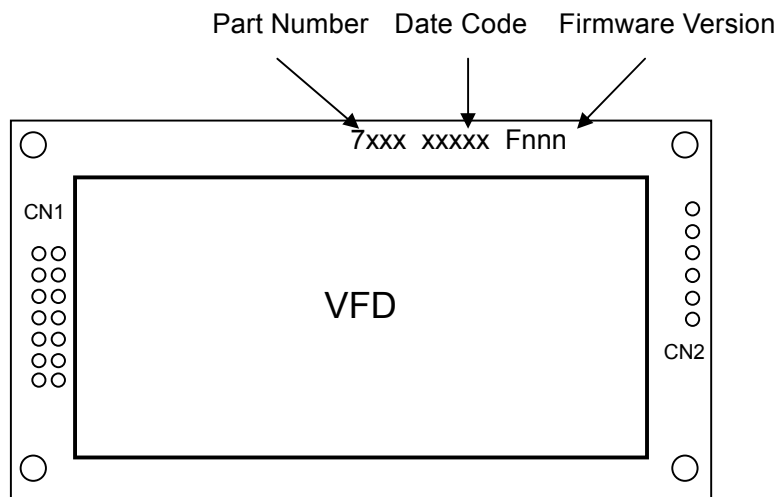 Part Number Date Code Firmware Version
7xxx xxxxx Fnnn
CN1
VFD
CN2